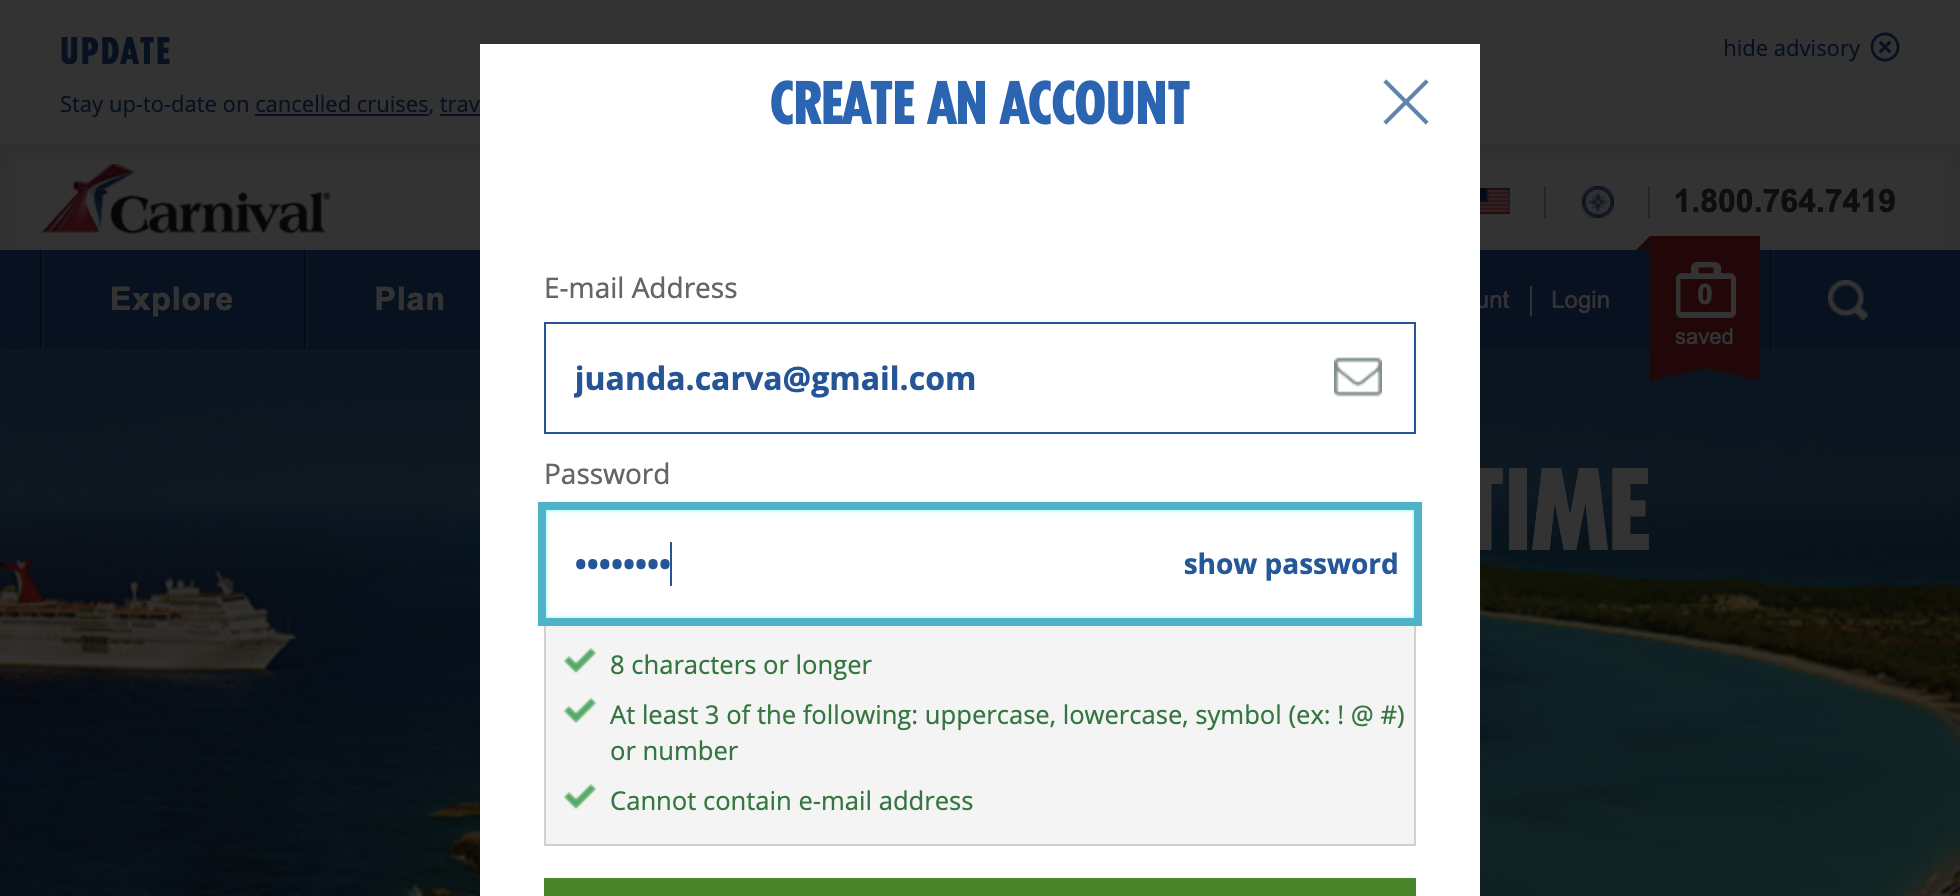 UPDATE
hide advisory
Stay up-to-date on cancelled cruises, trav
CREATE AN ACCOUNT
Carnival
1.800.764.7419
Explore
Plan
unt
Login
0
saved
TIME
E-mail Address
juanda.carva@gmail.com
Password
••••••••
show password
8 characters or longer
At least 3 of the following: uppercase, lowercase, symbol (ex: ! @ #)
or number
Cannot contain e-mail address